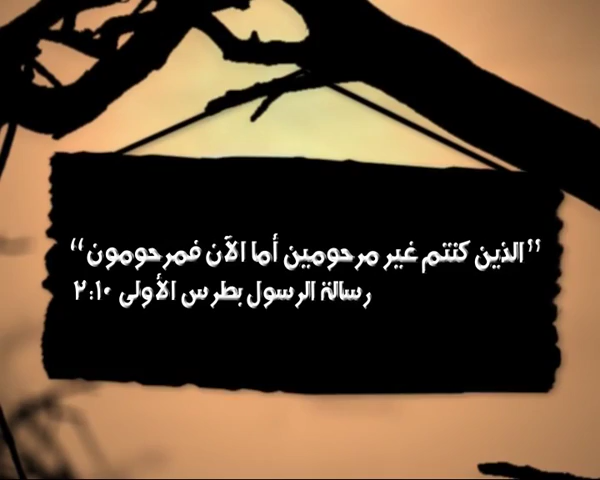 ”الذين كنتم غير مرحومين أما الآن فمرحومون“
رسالة الرسول بطرس الأولى ٢:١٠